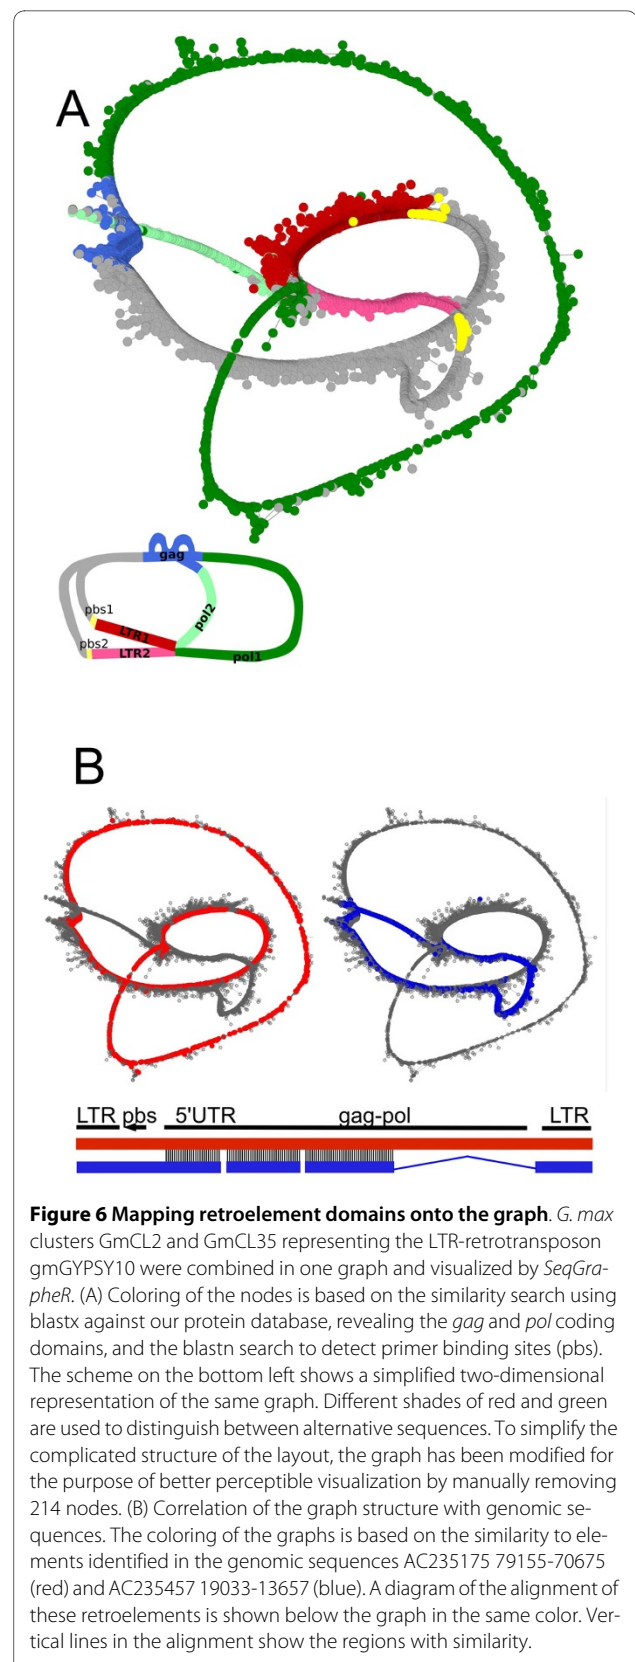 A
gag
pbs1
LTR1
pol2
pbs2
LTR2
pol1
B
LTR pbs 5'UTR gag-pol LTR
Figure 6 Mapping retroelement domains onto the graph. G. max
clusters GmCL2 and GmCL35 representing the LTR-retrotransposon
gmGYPSY10 were combined in one graph and visualized by SeqGra-
pheR. (A) Coloring of the nodes is based on the similarity search using
blastx against our protein database, revealing the gag and pol coding
domains, and the blastn search to detect primer binding sites (pbs).
The scheme on the bottom left shows a simplified two-dimensional
representation of the same graph. Different shades of red and green
are used to distinguish between alternative sequences. To simplify the
complicated structure of the layout, the graph has been modified for
the purpose of better perceptible visualization by manually removing
214 nodes. (B) Correlation of the graph structure with genomic se-
quences. The coloring of the graphs is based on the similarity to ele-
ments identified in the genomic sequences AC235175 79155-70675
(red) and AC235457 19033-13657 (blue). A diagram of the alignment of
these retroelements is shown below the graph in the same color. Ver-
tical lines in the alignment show the regions with similarity.